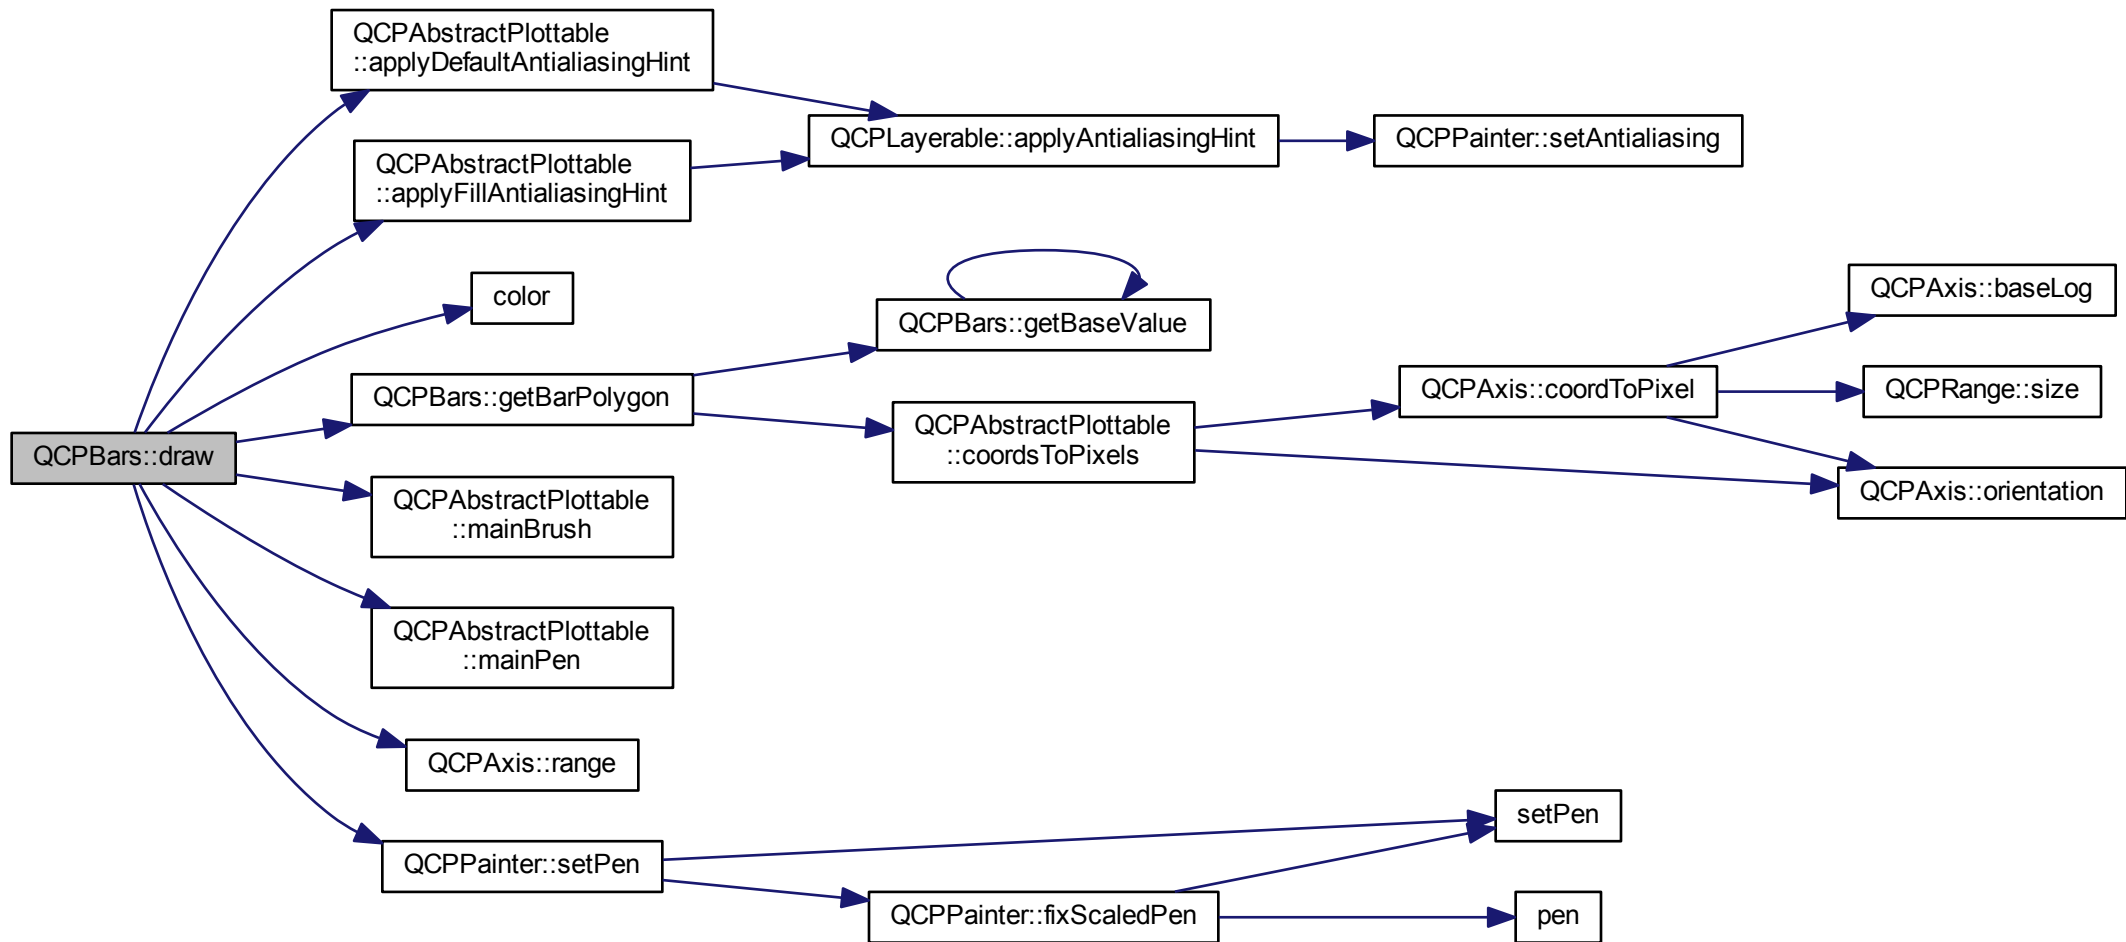 QCPAbstractPlottable
::applyDefaultAntialiasingHint
QCPLayerable::applyAntialiasingHint
QCPPainter::setAntialiasing
QCPAbstractPlottable
::applyFillAntialiasingHint
color
QCPBars::getBaseValue
QCPAxis::baseLog
QCPBars::getBarPolygon
QCPAxis::coordToPixel
QCPRange::size
QCPAbstractPlottable
::coordsToPixels
QCPBars::draw
QCPAxis::orientation
QCPAbstractPlottable
::mainBrush
QCPAbstractPlottable
::mainPen
QCPAxis::range
setPen
QCPPainter::setPen
QCPPainter::fixScaledPen
pen